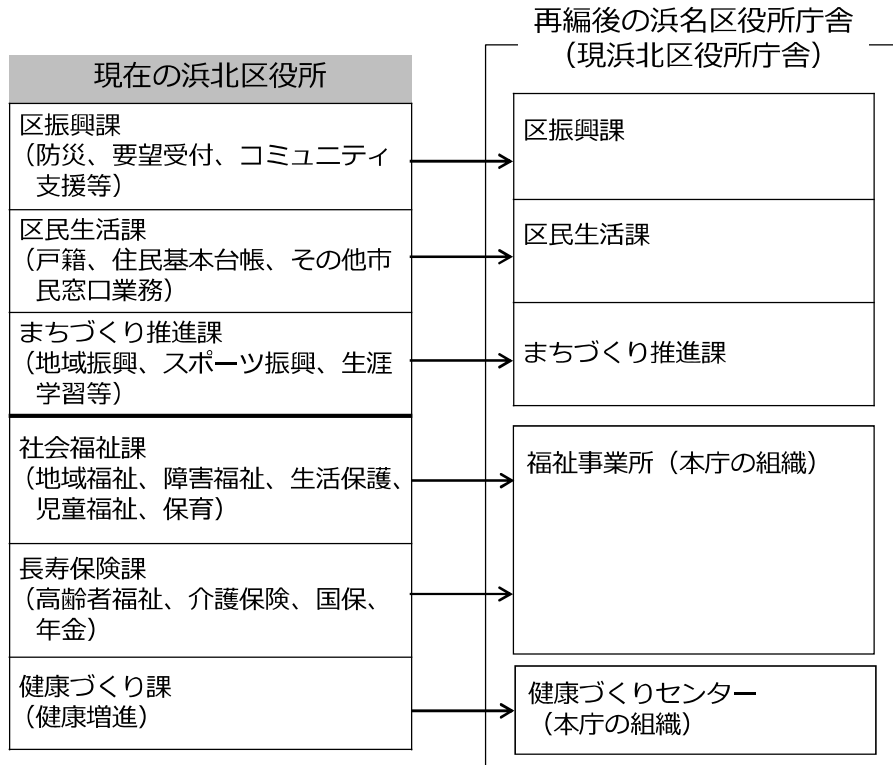 再編後の浜名区役所庁舎
（現浜北区役所庁舎）
現在の浜北区役所
区振興課
（防災、要望受付、コミュニティ
支援等）
区民生活課
（戸籍、住民基本台帳、その他市
民窓口業務）
まちづくり推進課
（地域振興、スポーツ振興、生涯
学習等）
社会福祉課
（地域福祉、障害福祉、生活保護、
児童福祉、保育）
長寿保険課
（高齢者福祉、介護保険、国保、
年金）
健康づくり課
（健康増進）
区振興課
区民生活課
まちづくり推進課
福祉事業所（本庁の組織）
健康づくりセンター
（本庁の組織）